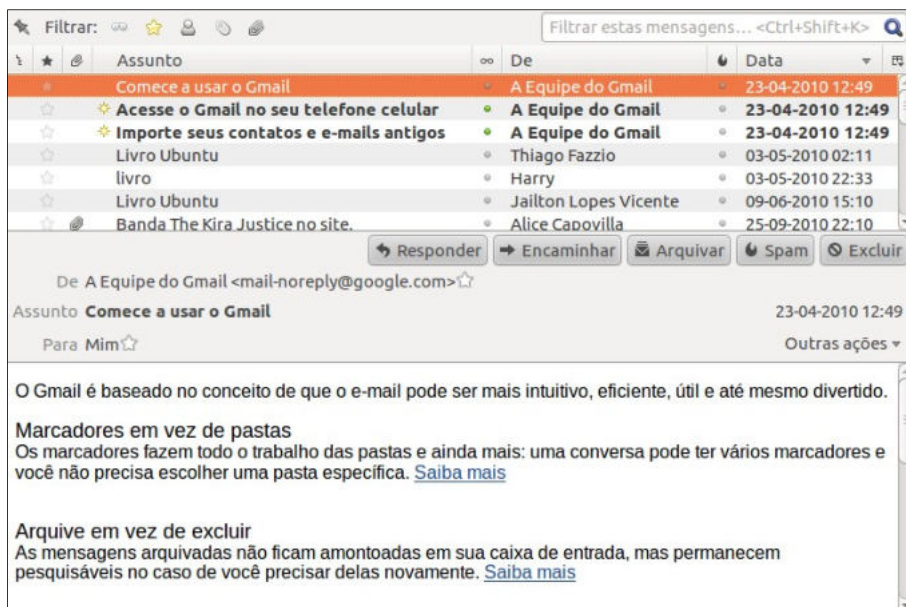 Filtrar: Filtrar estas mensagens... <Ctrl+Shift+K>
Assunto De Data
Comece a usar o Gmail A Equipe do Gmail 23-04-2010 12:49
Acesse o Gmail no seu telefone celular A Equipe do Gmail 23-04-2010 12:49
Importe seus contatos e e-mails antigos A Equipe do Gmail 23-04-2010 12:49
Livro Ubuntu Thiago Fazzio 03-05-2010 02:11
livro Harry 03-05-2010 22:33
Livro Ubuntu Jailton Lopes Vicente 09-06-2010 15:10
Banda The Kira Justice no site. Alice Capovilla 25-09-2010 22:10
Responder Encaminhar Arquivar Spam Excluir
De A Equipe do Gmail <mail-noreply@google.com>
Assunto Comece a usar o Gmail 23-04-2010 12:49
Para Mim Outras ações
O Gmail é baseado no conceito de que o e-mail pode ser mais intuitivo, eficiente, útil e até mesmo divertido.
Marcadores em vez de pastas
Os marcadores fazem todo o trabalho das pastas e ainda mais: uma conversa pode ter vários marcadores e
você não precisa escolher uma pasta específica. Saiba mais
Arquive em vez de excluir
As mensagens arquivadas não ficam amontoadas em sua caixa de entrada, mas permanecem
pesquisáveis no caso de você precisar delas novamente. Saiba mais